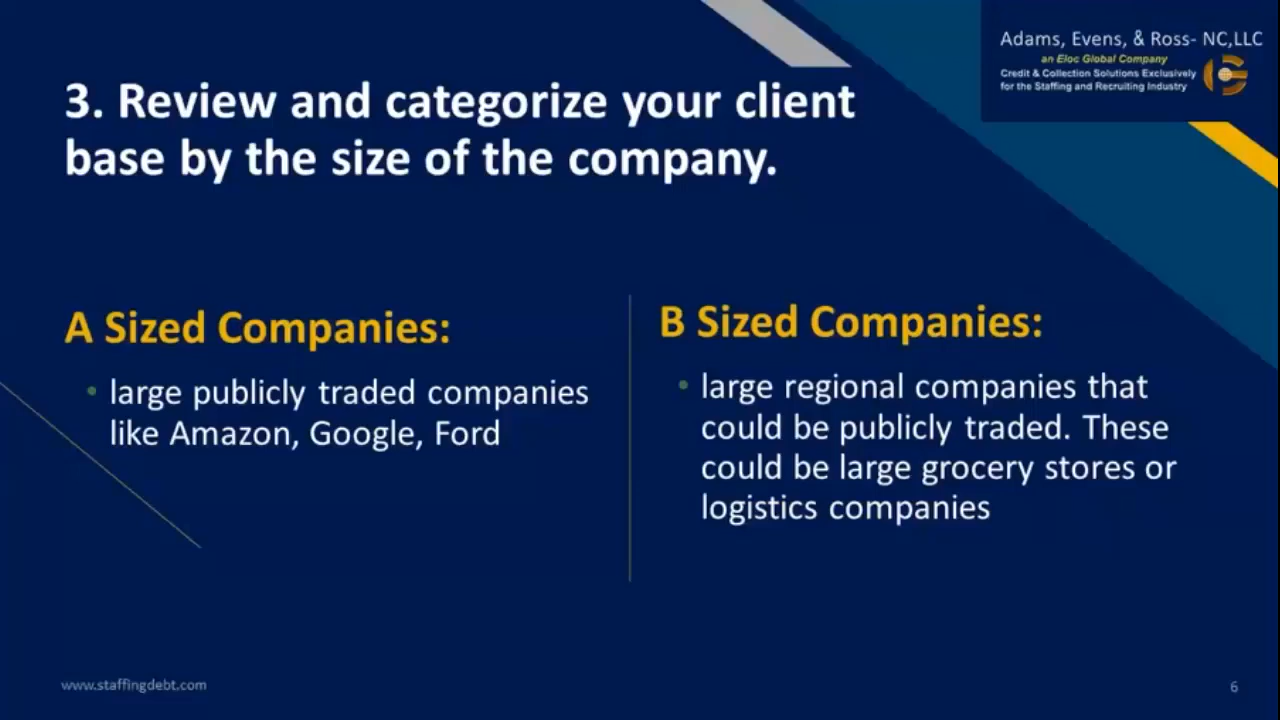 Adams, Evens, & Ross- NC,LLC
an Eloc Global Company
Credit & Collection Solutions Exclusively
for the Staffing and Recruiting Industry
3. Review and categorize your client
base by the size of the company.
A Sized Companies:
• large publicly traded companies
like Amazon, Google, Ford
B Sized Companies:
• large regional companies that
could be publicly traded. These
could be large grocery stores or
logistics companies
www.staffingdebt.com
6